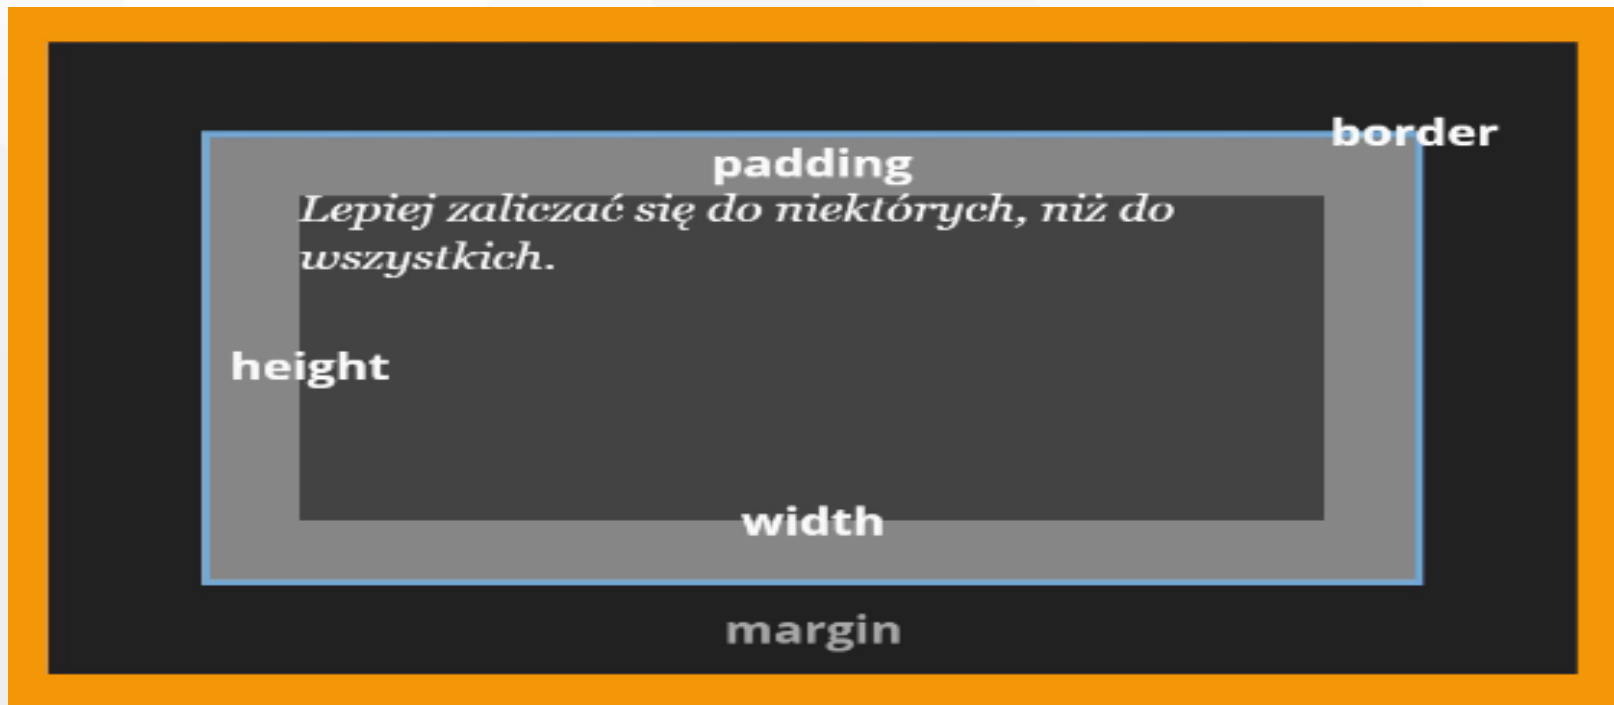 border
padding
Lepiej zaliczać się do niektórych, niż do
wszystkich.
height
width
margin